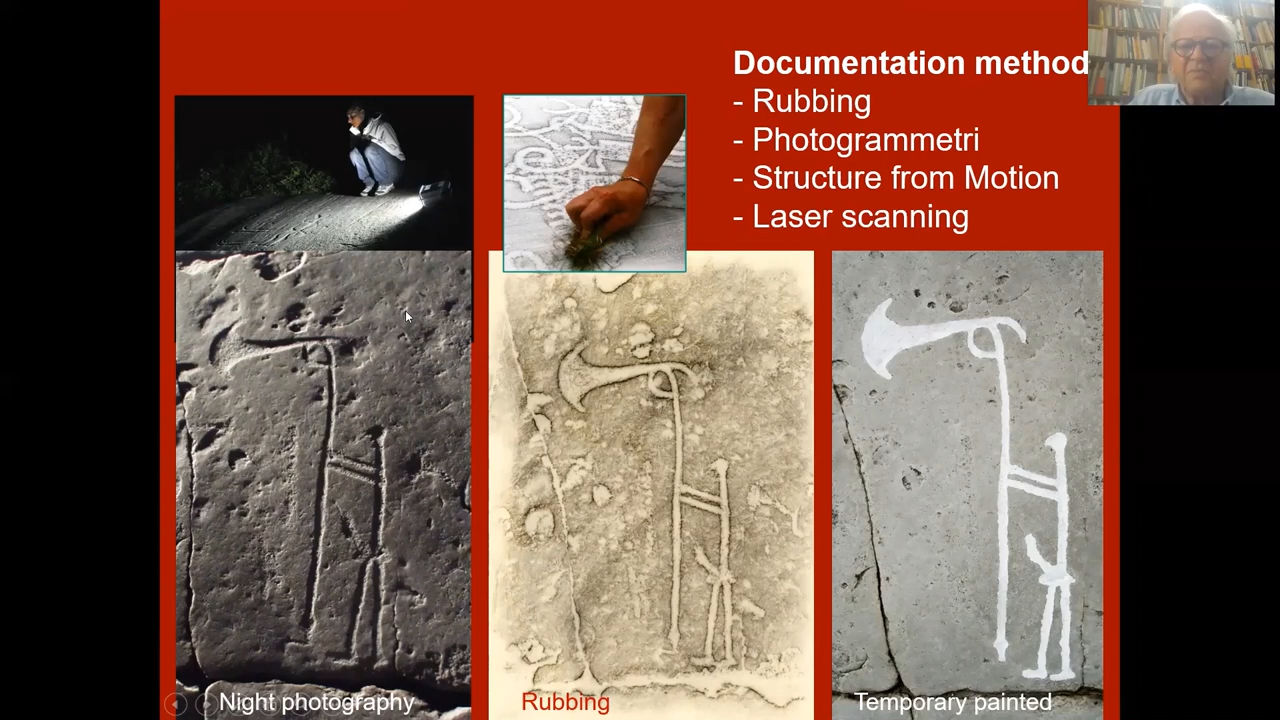 Documentation method
- Rubbing
- Photogrammetri
- Structure from Motion
- Laser scanning
Night photography
Rubbing
Temporary painted